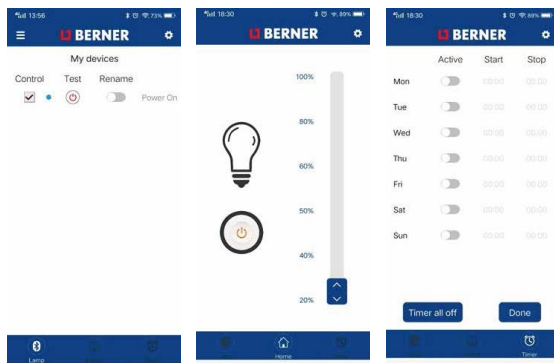 13:56
73%
BERNER
My devices
Control Test Rename
Power On
Lamp
18:30
89%
BERNER
100%
80%
60%
50%
40%
20%
Home
18:30
89%
BERNER
Active Start Stop
Mon 00:00 00:00
Tue 00:00 00:00
Wed 00:00 00:00
Thu 00:00 00:00
Fri 00:00 00:00
Sat 00:00 00:00
Sun 00:00 00:00
Timer all off Done
Timer